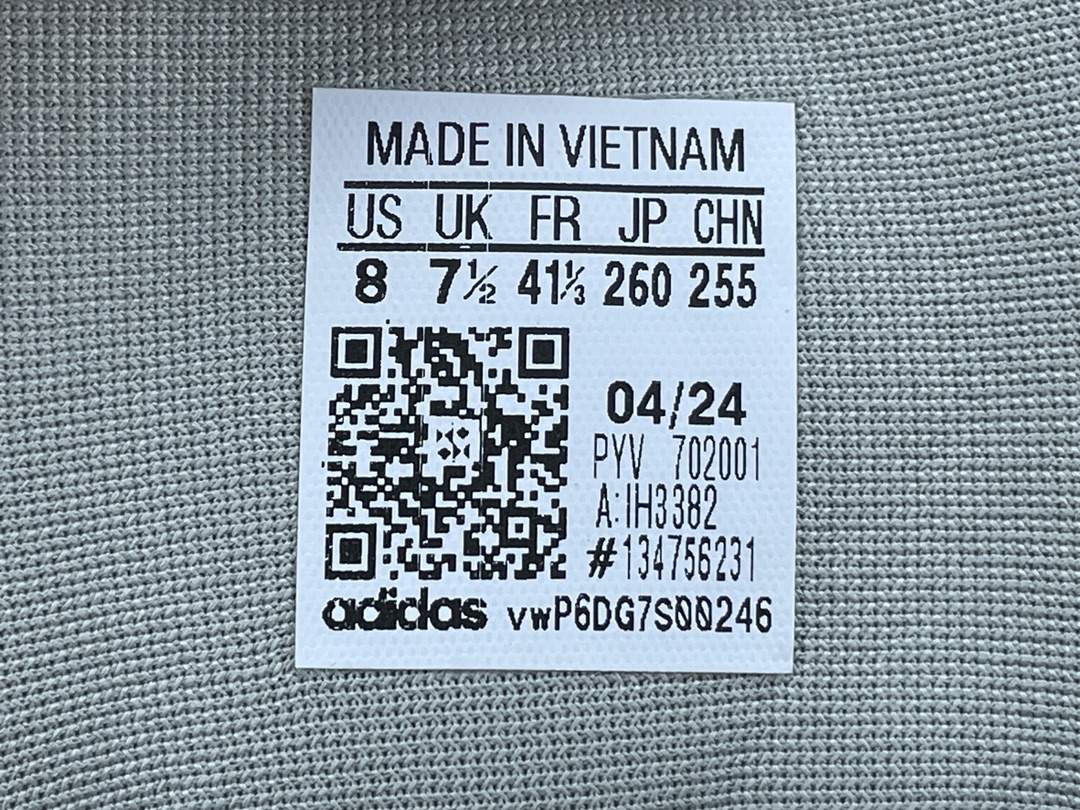 MADE IN VIETNAM
US UK FR JP CHN
8 7½ 41⅓ 260 255
04/24
PYV 702001
A:IH3382
#134756231
adidas vwP6DG7S00246